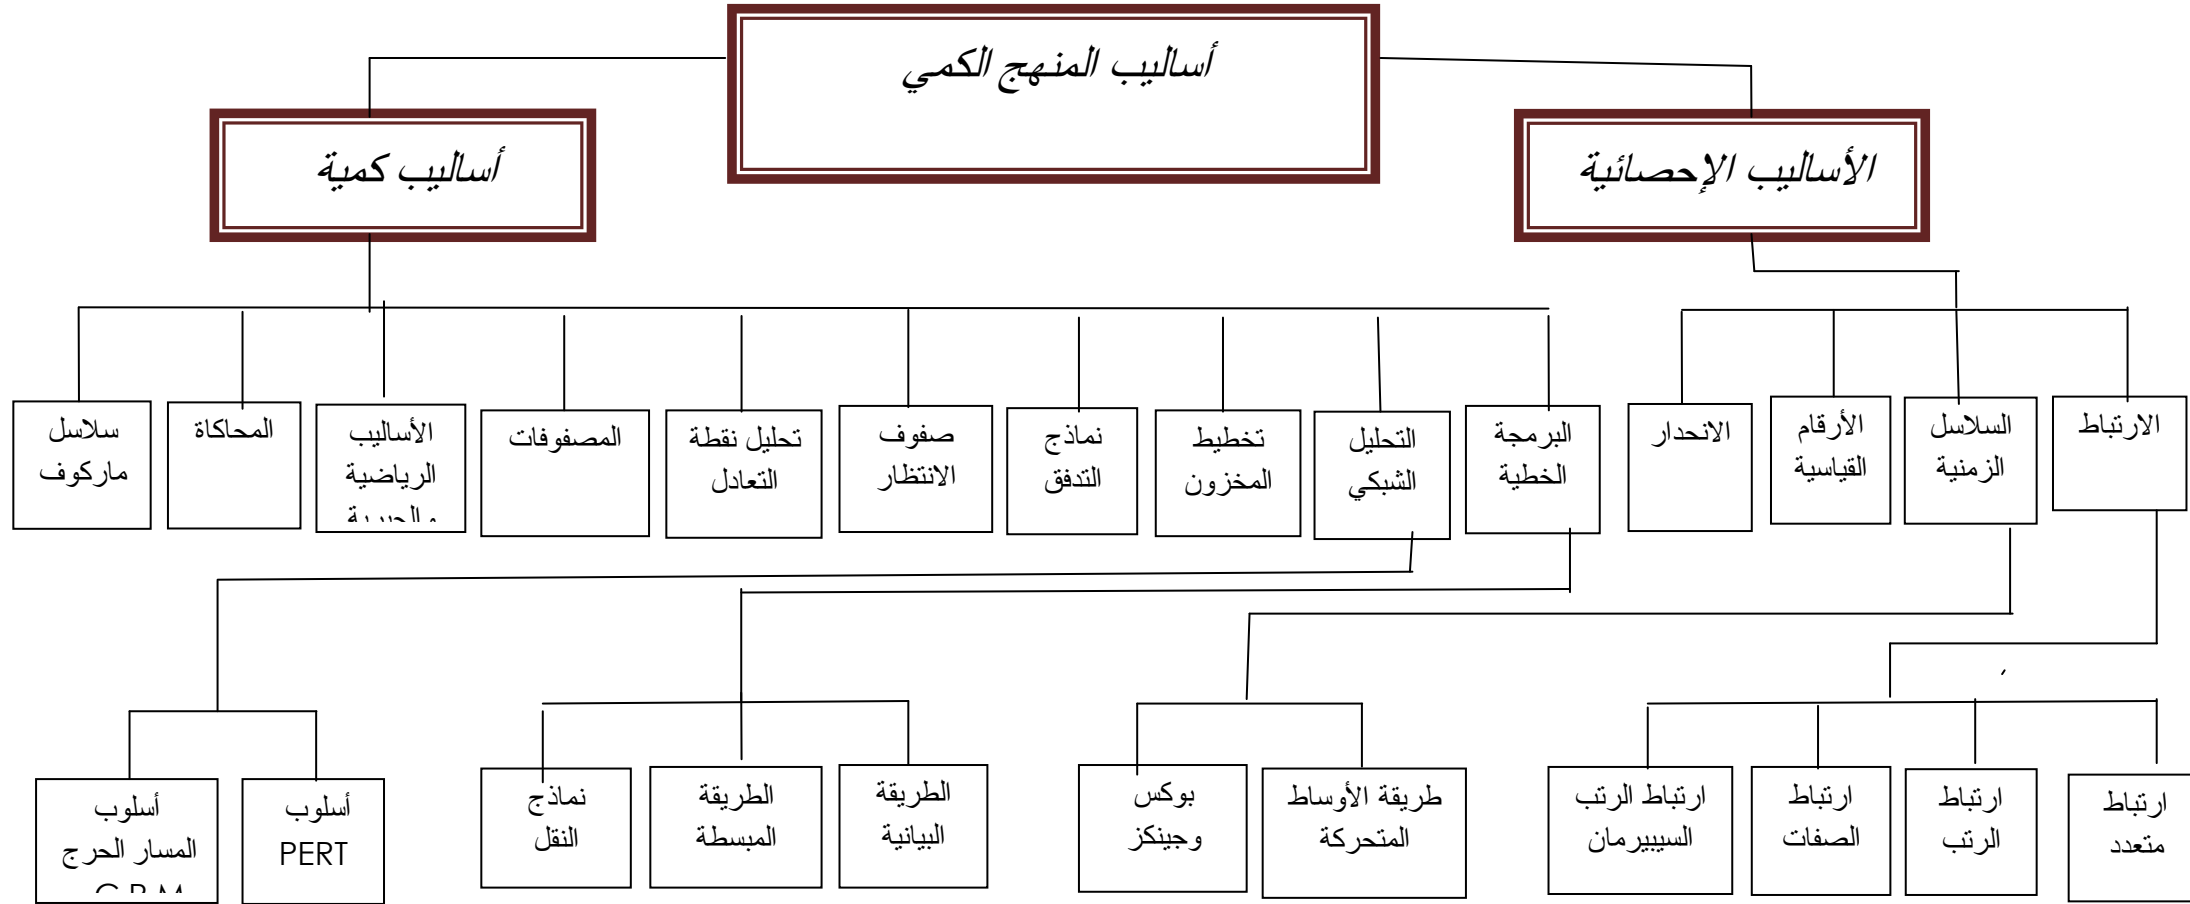 أساليب المنهج الكمي
الأساليب الإحصائية
أساليب كمية
الارتباط
السلاسل
الزمنية
الأرقام
القياسية
الانحدار
البرمجة
الخطية
التحليل
الشبكي
تخطيط
المخزون
نماذج
التدفق
صفوف
الانتظار
تحليل نقطة
التعادل
المصفوفات
الأساليب
الرياضية
المحاكاة
سلاسل
ماركوف
ارتباط
متعدد
ارتباط
الرتب
ارتباط
الصفات
ارتباط الرتب
السيبيرمان
طريقة الأوساط
المتحركة
بوكس
وجينكز
الطريقة
البيانية
الطريقة
المبسطة
نماذج
النقل
أسلوب
PERT
أسلوب
المسار الحرج